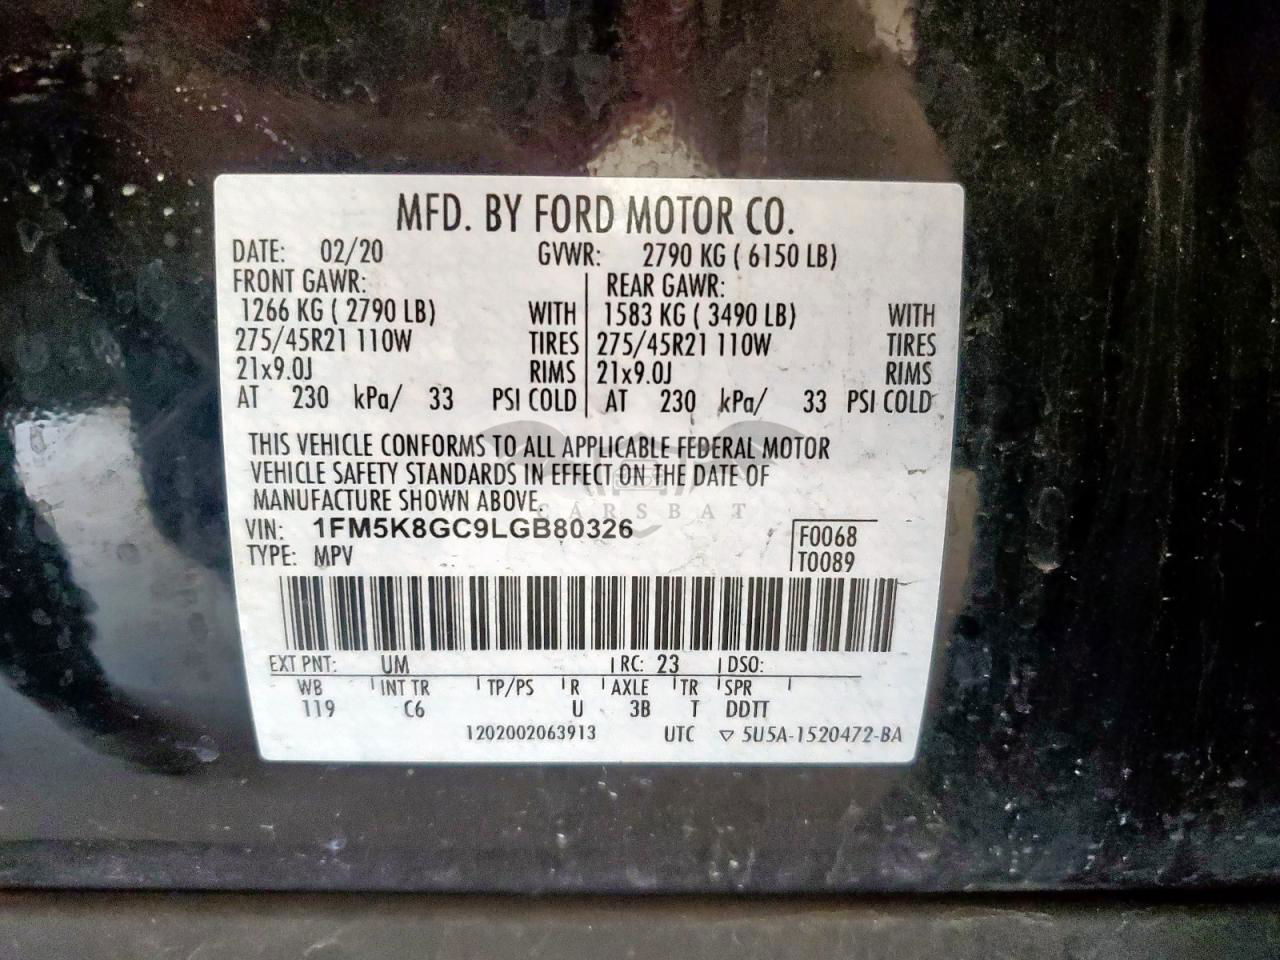 MFD. BY FORD MOTOR CO.
DATE: 02/20 GVWR: 2790 KG ( 6150 LB)
FRONT GAWR: REAR GAWR:
1266 KG ( 2790 LB) WITH 1583 KG ( 3490 LB) WITH
275/45R21 110W TIRES 275/45R21 110W TIRES
21x9.0J RIMS 21x9.0J RIMS
AT 230 kPa/ 33 PSI COLD AT 230 kPa/ 33 PSI COLD
THIS VEHICLE CONFORMS TO ALL APPLICABLE FEDERAL MOTOR
VEHICLE SAFETY STANDARDS IN EFFECT ON THE DATE OF
MANUFACTURE SHOWN ABOVE.
CARSBAT
VIN: 1FM5K8GC9LGB80326 F0068
TYPE: MPV T0089
EXT PNT: UM RC: 23 DSO:
WB INT TR TP/PS R AXLE TR SPR
119 C6 U 3B T DDTT
1202002063913 UTC ▽ 5U5A-1520472-BA